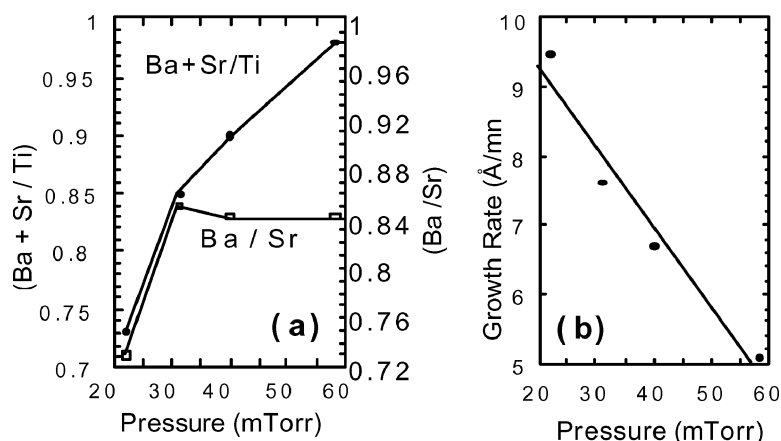 1
0.95
0.9
0.85
0.8
0.75
0.7
(Ba + Sr / Ti)
Ba+Sr/Ti
Ba / Sr
(a)
1
0.96
0.92
0.88
0.84
0.8
0.76
0.72
(Ba /Sr)
20 30 40 50 60
Pressure (mTorr)
10
9
8
7
6
5
Growth Rate (Å/mn)
(b)
20 30 40 50 60
Pressure (mTorr)